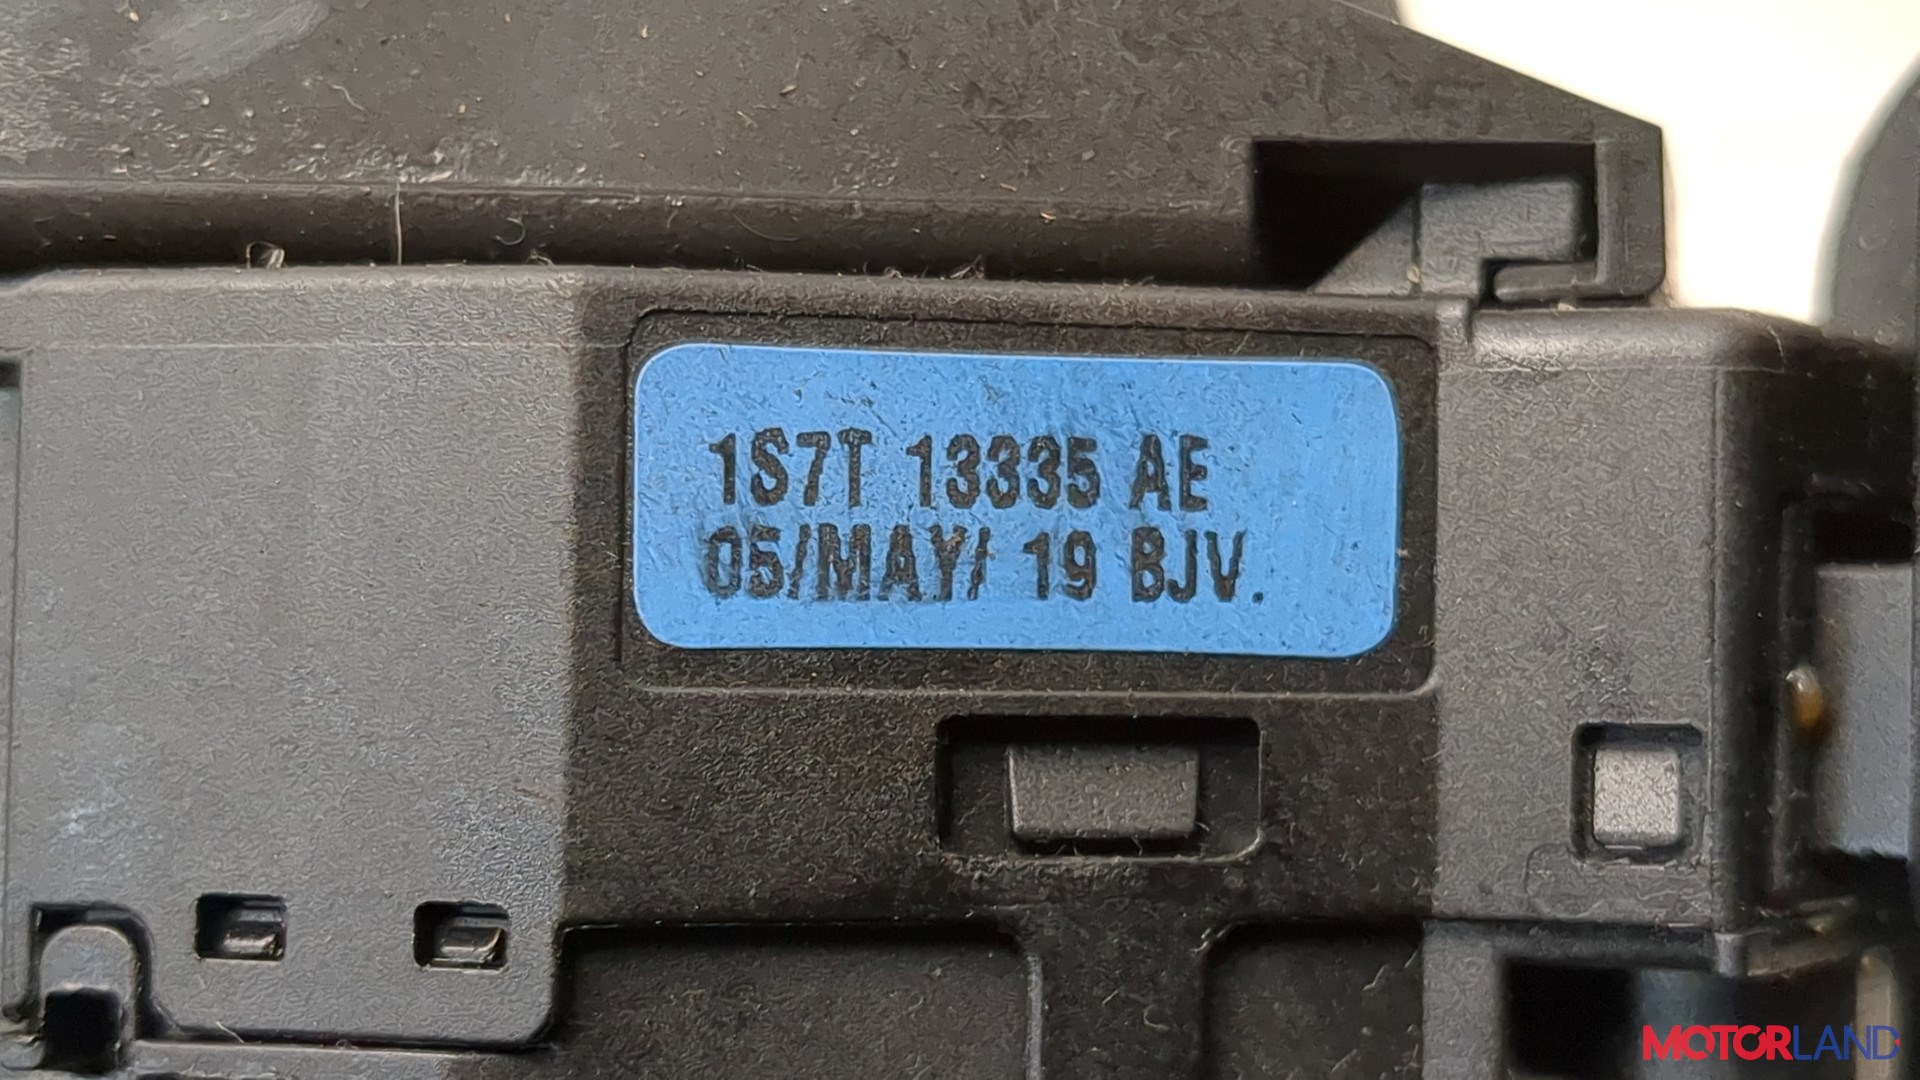 1S7T 13335 AE
05/MAY/ 19 BJV.
MOTORLAND